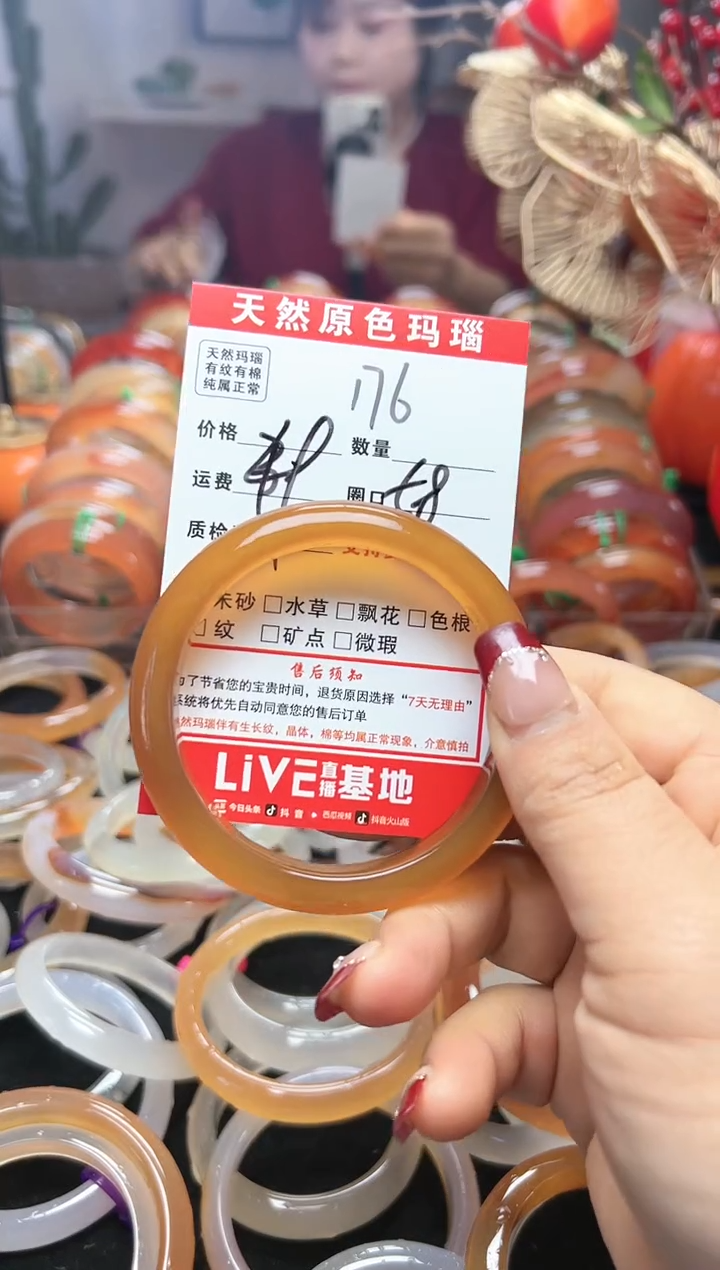 天然原色玛瑙
天然玛瑙
有纹有棉
纯属正常
176
价格 数量
运费 圈口 58
质检
朱砂 □水草 □飘花 □色根
□纹 □矿点 □微瑕
售后须知
了节省您的宝贵时间，退货原因选择“7天无理由”
系统将优先自动同意您的售后订单
然玛瑙伴有生长纹，晶体，棉等均属正常现象，介意慎拍
LiVE直播基地
今日头条 抖音 西瓜视频 抖音火山版